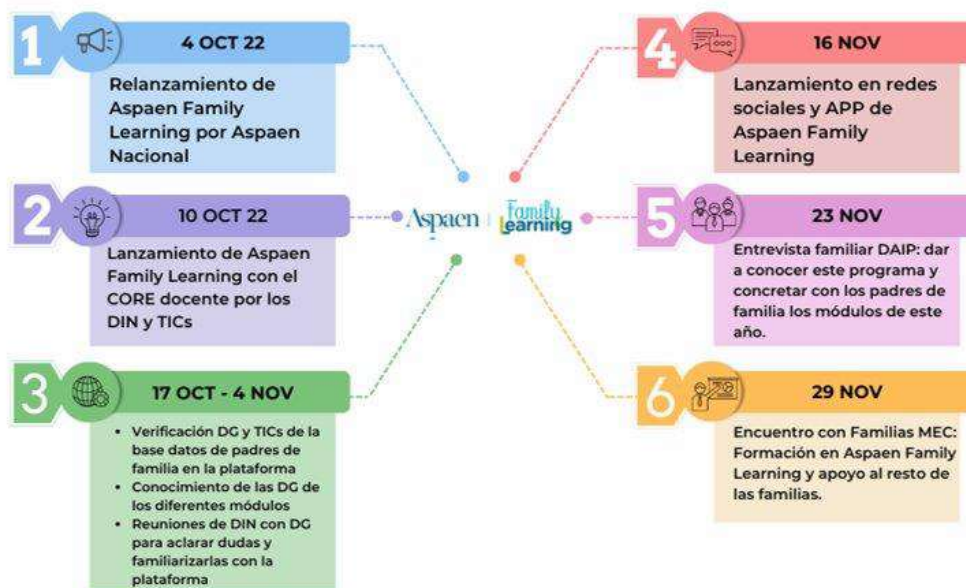 1
4 OCT 22
Relanzamiento de
Aspaen Family
Learning por Aspaen
Nacional
2
10 OCT 22
Lanzamiento de Aspaen
Family Learning con el
CORE docente por los
DIN y TICs
3
17 OCT - 4 NOV
• Verificación DG y TICs de la
base datos de padres de
familia en la plataforma
• Conocimiento de las DG de
los diferentes módulos
• Reuniones de DIN con DG
para aclarar dudas y
familiarizarlas con la
plataforma
Aspaen
Family
Learning
4
16 NOV
Lanzamiento en redes
sociales y APP de
Aspaen Family
Learning
5
23 NOV
Entrevista familiar DAIP: dar
a conocer este programa y
concretar con los padres de
familia los módulos de este
año.
6
29 NOV
Encuentro con Familias MEC:
Formación en Aspaen Family
Learning y apoyo al resto de
las familias.